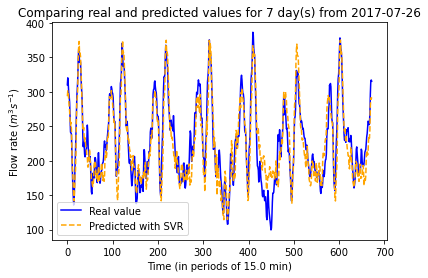 Comparing real and predicted values for 7 day(s) from 2017-07-26
400
350
300
250
200
150
100
Flow rate (m³s⁻¹)
Real value
Predicted with SVR
0 100 200 300 400 500 600 700
Time (in periods of 15.0 min)